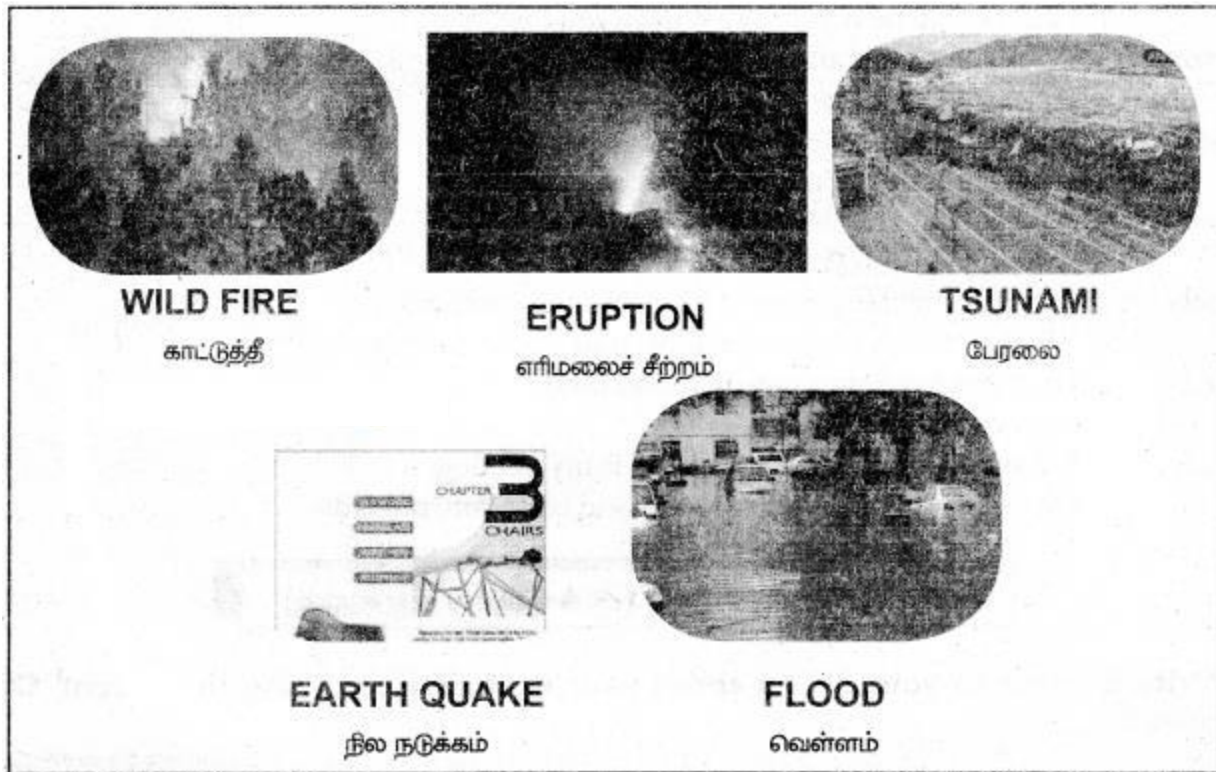 WILD FIRE
காட்டுத்தீ
ERUPTION
எரிமலைச் சீற்றம்
TSUNAMI
பேரலை
CHAPTER 3
CHAIRS
EARTH QUAKE
நில நடுக்கம்
FLOOD
வெள்ளம்